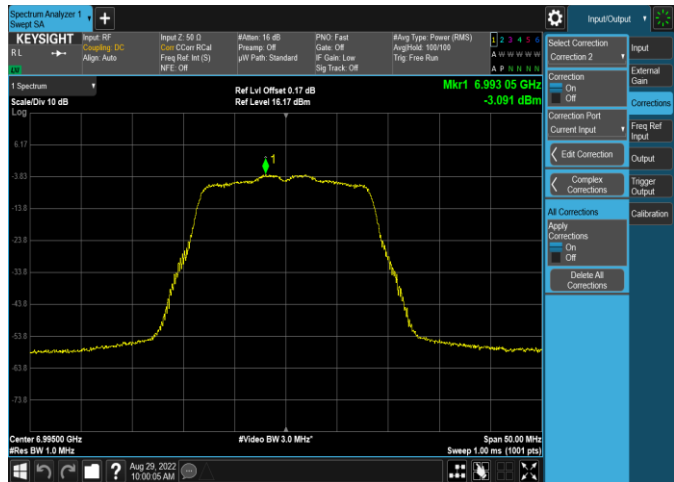 Spectrum Analyzer 1
Swept SA
+
Input/Output
KEYSIGHT
RL
LV
Input: RF
Coupling: DC
Align: Auto
Input Z: 50 Ω
Corr CCorr RCal
Freq Ref: Int (S)
NFE: Off
#Atten: 16 dB
Preamp: Off
µW Path: Standard
PNO: Fast
Gate: Off
IF Gain: Low
Sig Track: Off
#Avg Type: Power (RMS)
Avg|Hold: 100/100
Trig: Free Run
1 2 3 4 5 6
A W W W W W
A P N N N N
1 Spectrum
Scale/Div 10 dB
Log
Ref Lvl Offset 0.17 dB
Ref Level 16.17 dBm
Mkr1 6.993 05 GHz
-3.091 dBm
6.17
-3.83
-13.8
-23.8
-33.8
-43.8
-53.8
-63.8
-73.8
1
Center 6.99500 GHz
#Res BW 1.0 MHz
#Video BW 3.0 MHz*
Span 50.00 MHz
Sweep 1.00 ms (1001 pts)
Aug 29, 2022
10:00:05 AM
Select Correction
Correction 2
Correction
On
Off
Correction Port
Current Input
Edit Correction
Complex
Corrections
All Corrections
Apply
Corrections
On
Off
Delete All
Corrections
Input
External
Gain
Corrections
Freq Ref
Input
Output
Trigger
Output
Calibration